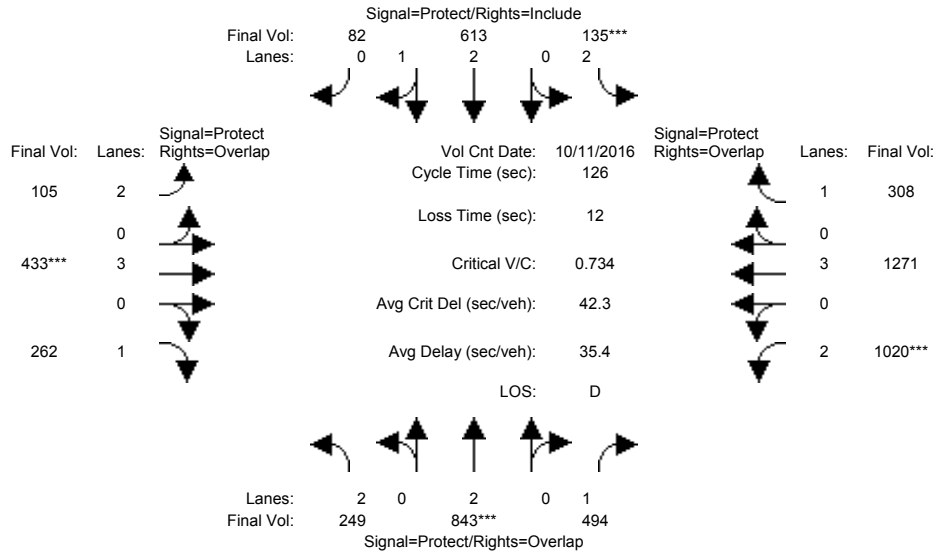 Signal=Protect/Rights=Include
Final Vol: 82 613 135***
Lanes: 0 1 2 0 2
Signal=Protect
Final Vol: Lanes: Rights=Overlap
Vol Cnt Date: 10/11/2016
Signal=Protect
Rights=Overlap Lanes: Final Vol:
Cycle Time (sec): 126
105 2
1 308
Loss Time (sec): 12
0
0
433*** 3
Critical V/C: 0.734
3 1271
0
Avg Crit Del (sec/veh): 42.3
0
262 1
Avg Delay (sec/veh): 35.4
2 1020***
LOS: D
Lanes: 2 0 2 0 1
Final Vol: 249 843*** 494
Signal=Protect/Rights=Overlap